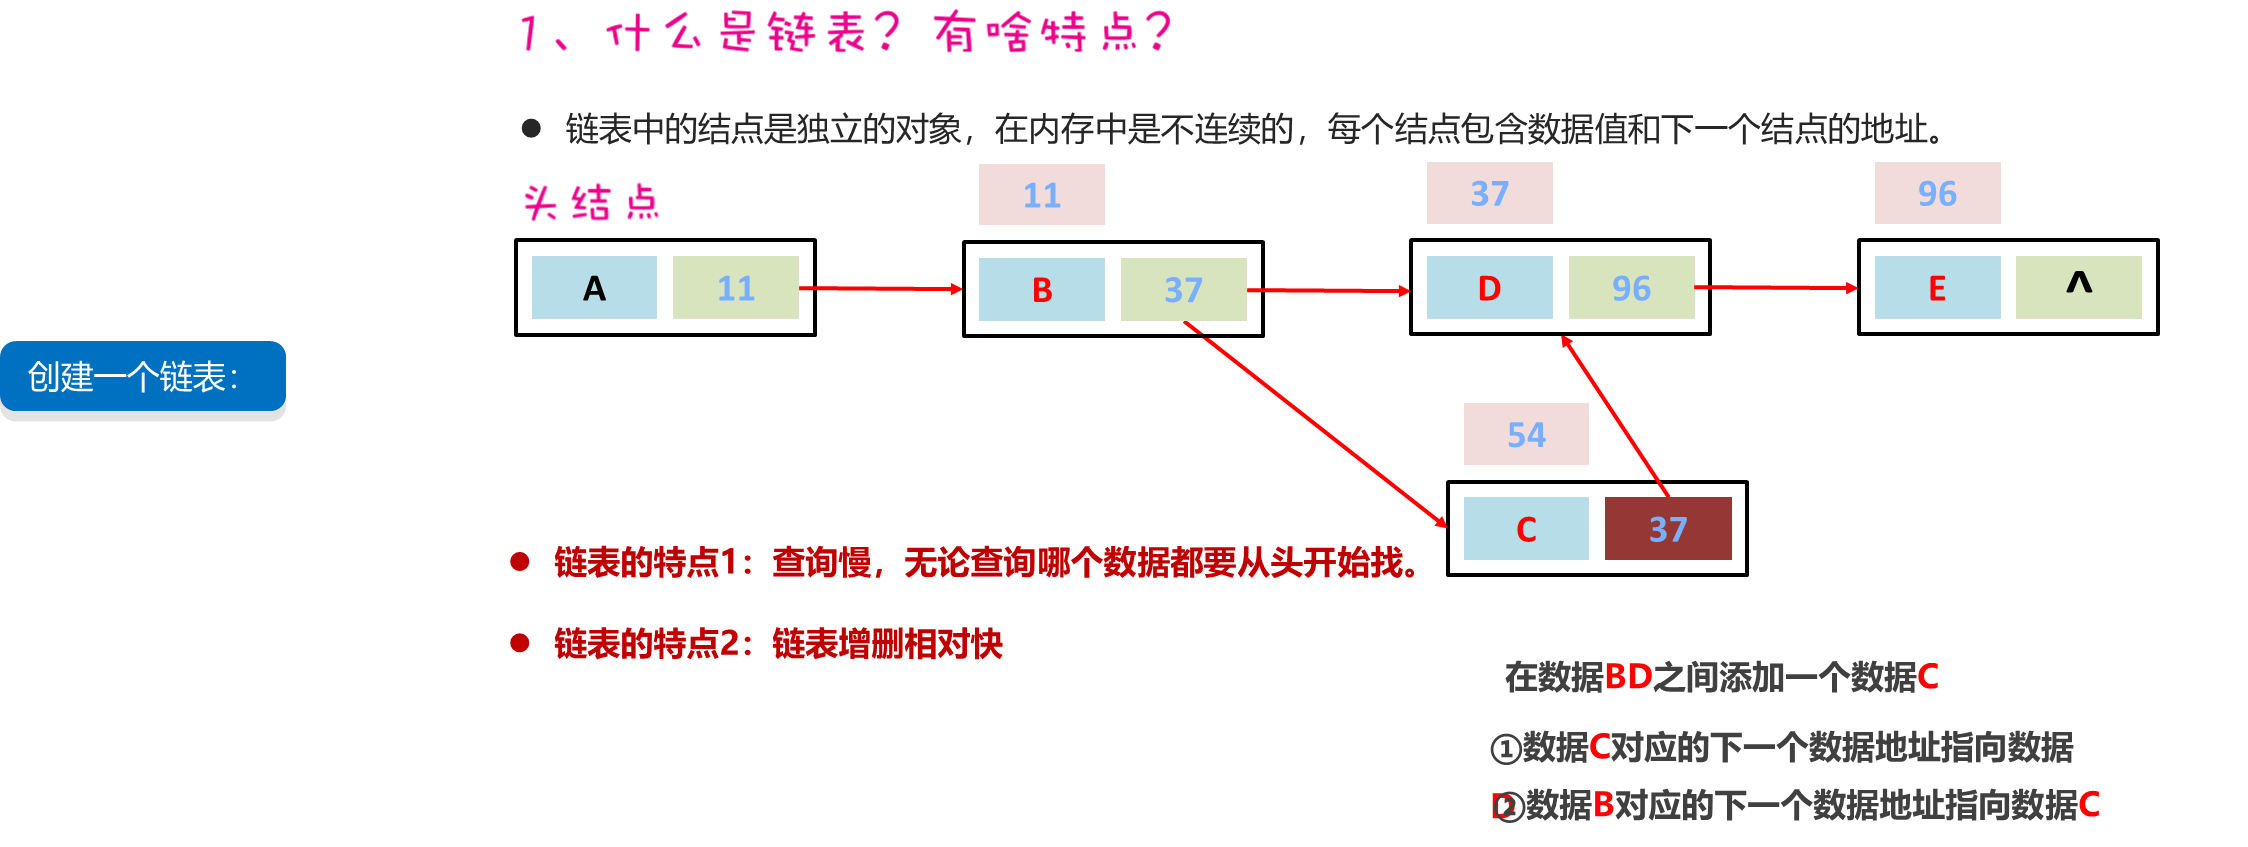 1、什么是链表？有啥特点？
● 链表中的结点是独立的对象，在内存中是不连续的，每个结点包含数据值和下一个结点的地址。
头结点
11
37
96
A 11
B 37
D 96
E ^
创建一个链表：
54
C 37
● 链表的特点1：查询慢，无论查询哪个数据都要从头开始找。
● 链表的特点2：链表增删相对快
在数据BD之间添加一个数据C
①数据C对应的下一个数据地址指向数据
D
②数据B对应的下一个数据地址指向数据C